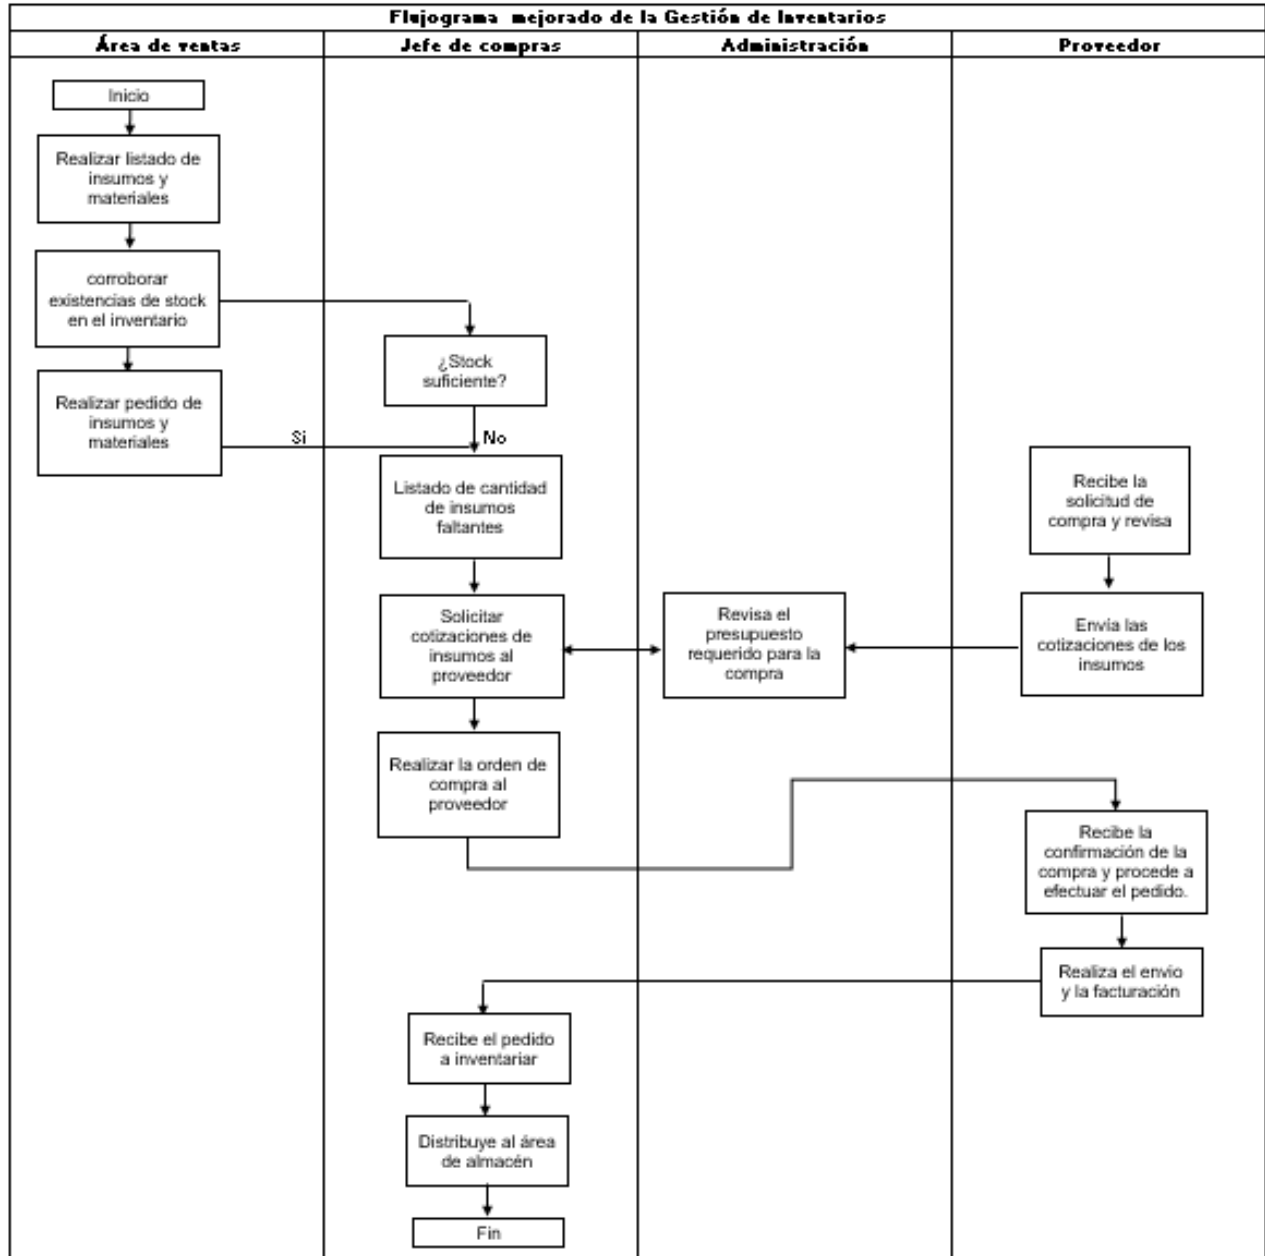 Flujograma mejorado de la Gestión de Inventarios
Área de ventas
Jefe de compras
Administración
Proveedor
Inicio
Realizar listado de
insumos y
materiales
corroborar
existencias de stock
en el inventario
¿Stock
suficiente?
Realizar pedido de
insumos y
materiales
Si
No
Listado de cantidad
de insumos
faltantes
Recibe la
solicitud de
compra y revisa
Solicitar
cotizaciones de
insumos al
proveedor
Revisa el
presupuesto
requerido para la
compra
Envía las
cotizaciones de los
insumos
Realizar la orden de
compra al
proveedor
Recibe la
confirmación de la
compra y procede a
efectuar el pedido.
Realiza el envio
y la facturación
Recibe el pedido
a inventariar
Distribuye al área
de almacén
Fin